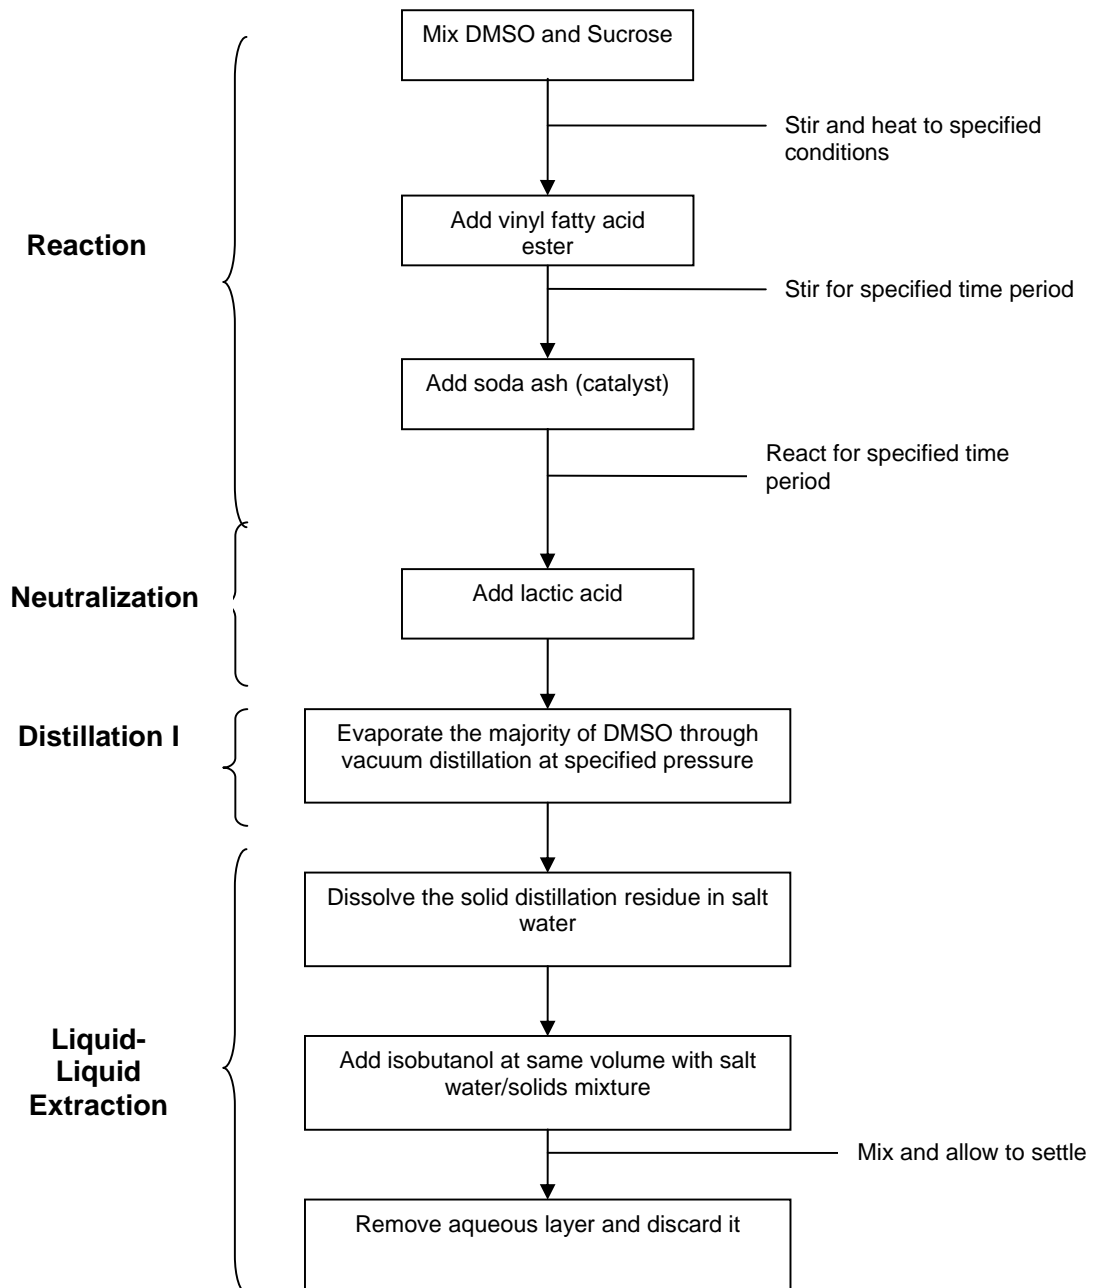 Mix DMSO and Sucrose
Stir and heat to specified
conditions
Reaction
Add vinyl fatty acid
ester
Stir for specified time period
Add soda ash (catalyst)
React for specified time
period
Neutralization
Add lactic acid
Distillation I
Evaporate the majority of DMSO through
vacuum distillation at specified pressure
Dissolve the solid distillation residue in salt
water
Liquid-
Liquid
Extraction
Add isobutanol at same volume with salt
water/solids mixture
Mix and allow to settle
Remove aqueous layer and discard it